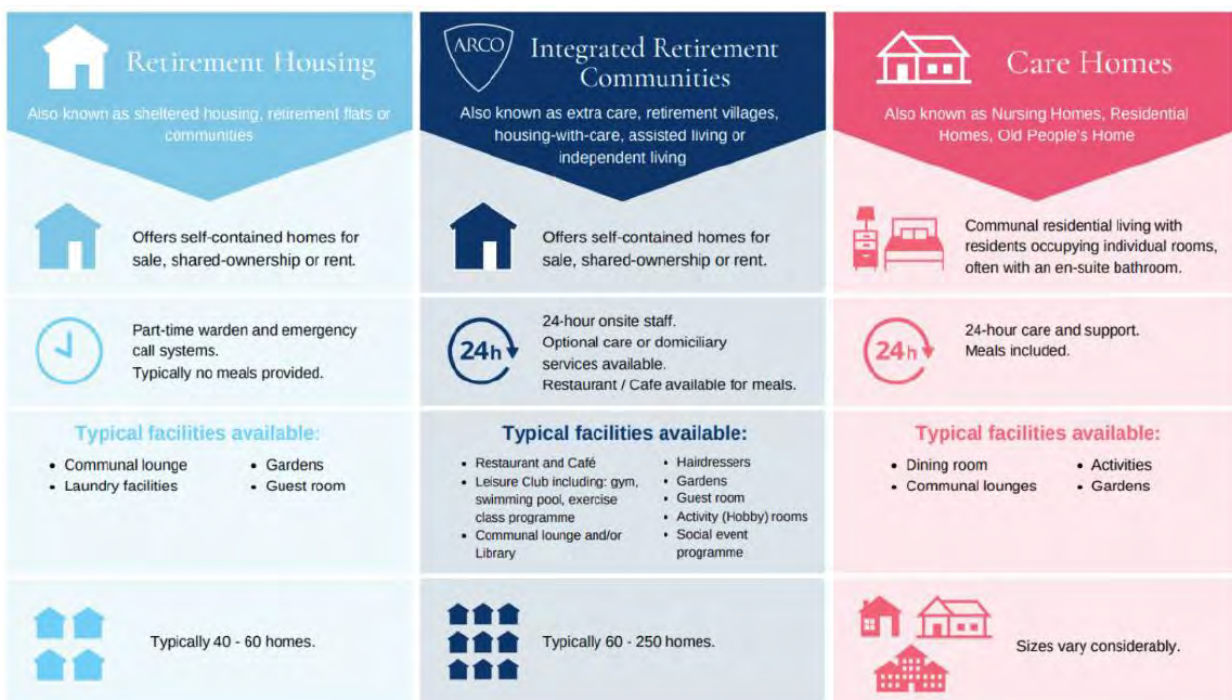 Retirement Housing
Also known as sheltered housing, retirement flats or
communities
Offers self-contained homes for
sale, shared-ownership or rent.
Part-time warden and emergency
call systems.
Typically no meals provided.
Typical facilities available:
• Communal lounge
• Laundry facilities
• Gardens
• Guest room
Typically 40 - 60 homes.
ARCO
Integrated Retirement
Communities
Also known as extra care, retirement villages,
housing-with-care, assisted living or
independent living
Offers self-contained homes for
sale, shared-ownership or rent.
24h
24-hour onsite staff.
Optional care or domiciliary
services available.
Restaurant / Cafe available for meals.
Typical facilities available:
• Restaurant and Café
• Leisure Club including: gym,
swimming pool, exercise
class programme
• Communal lounge and/or
Library
• Hairdressers
• Gardens
• Guest room
• Activity (Hobby) rooms
• Social event
programme
Typically 60 - 250 homes.
Care Homes
Also known as Nursing Homes, Residential
Homes, Old People's Home
Communal residential living with
residents occupying individual rooms,
often with an en-suite bathroom.
24h
24-hour care and support.
Meals included.
Typical facilities available:
• Dining room
• Communal lounges
• Activities
• Gardens
Sizes vary considerably.